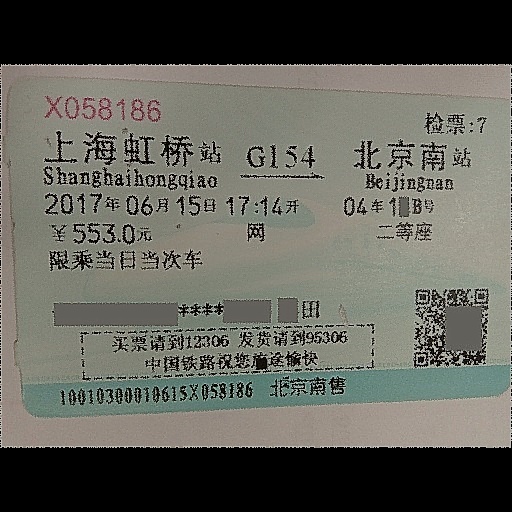 X058186
检票:7
上海虹桥站 G154 北京南站
Shanghaihongqiao Beijingnan
2017年06月15日17:14开 04车1B号
￥553.0元 网 二等座
限乘当日当次车
**** 田
买票请到12306 发货请到95306
中国铁路祝您旅途愉快
10010300010615X058186 北京南售